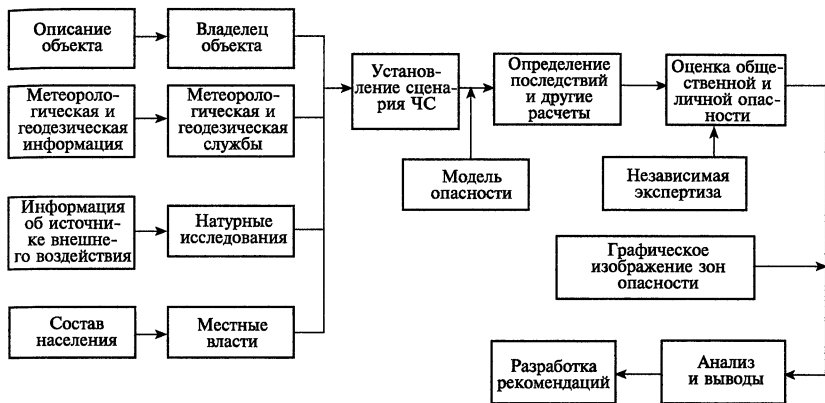 Описание
объекта
Владелец
объекта
Метеороло-
гическая и
геодезическая
информация
Метеороло-
гическая и
геодезическая
службы
Информация
об источни-
ке внешне-
го воздействия
Натурные
исследования
Состав
населения
Местные
власти
Установ-
ление сцена-
рия ЧС
Модель
опасности
Определение
последствий
и другие
расчеты
Оценка общ-
ественной и
личной опас-
ности
Независимая
экспертиза
Графическое
изображение зон
опасности
Разработка
рекомендаций
Анализ
и выводы